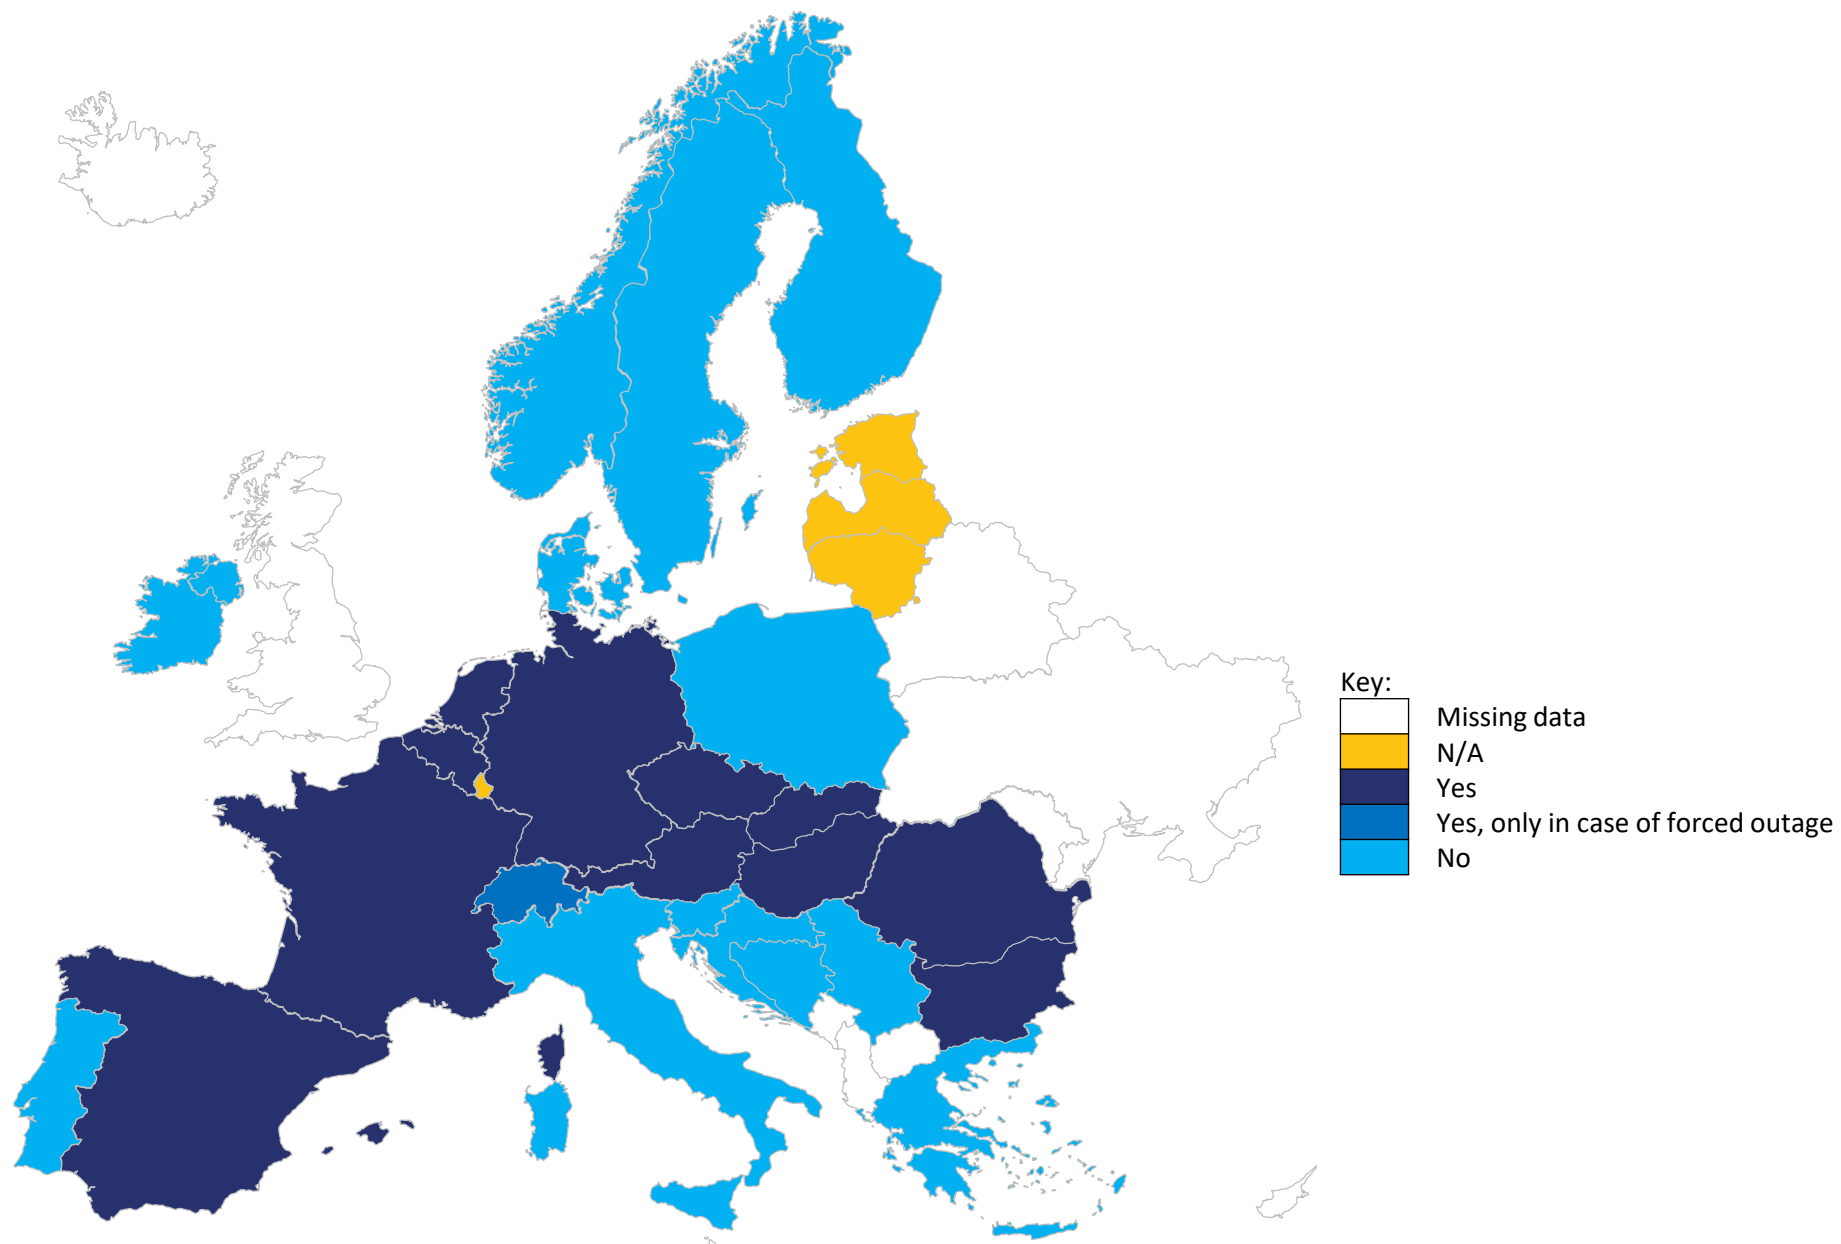 Key:
Missing data
N/A
Yes
Yes, only in case of forced outage
No